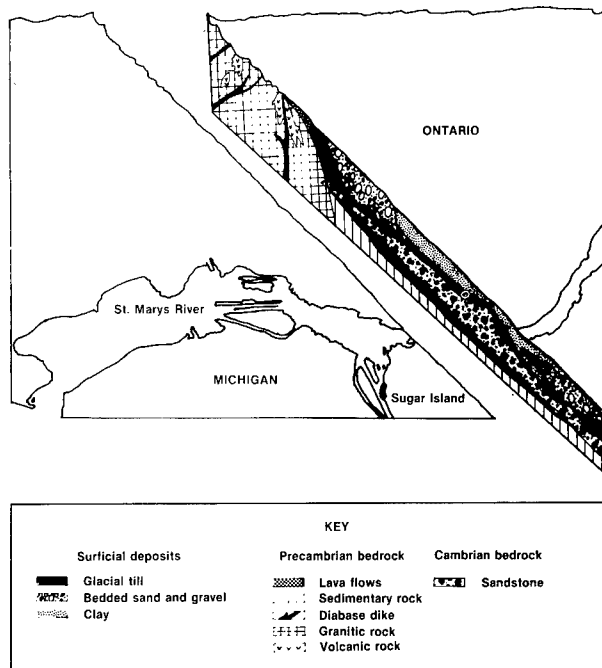 ONTARIO
St. Marys River
MICHIGAN
Sugar Island
KEY
Surficial deposits
Glacial till
Bedded sand and gravel
Clay
Precambrian bedrock
Lava flows
Sedimentary rock
Diabase dike
Granitic rock
Volcanic rock
Cambrian bedrock
Sandstone